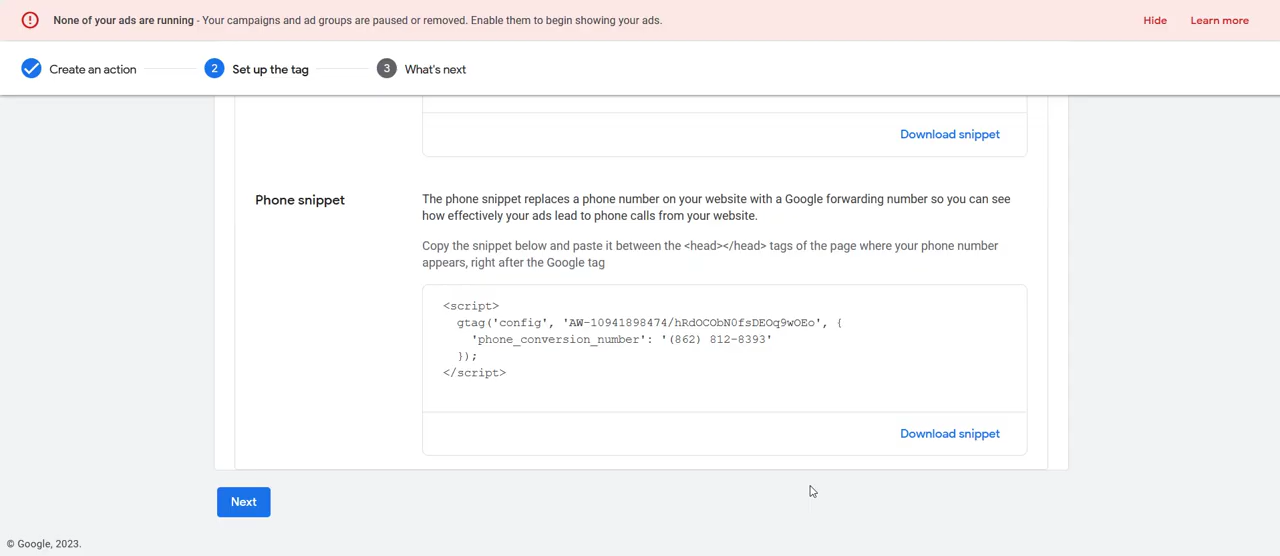 None of your ads are running - Your campaigns and ad groups are paused or removed. Enable them to begin showing your ads.
Hide
Learn more
Create an action
2
Set up the tag
3
What's next
Download snippet
Phone snippet
The phone snippet replaces a phone number on your website with a Google forwarding number so you can see
how effectively your ads lead to phone calls from your website.
Copy the snippet below and paste it between the <head></head> tags of the page where your phone number
appears, right after the Google tag
<script>
gtag('config', 'AW-10941898474/hRdOCObN0fsDEOq9wOEo', {
'phone_conversion_number': '(862) 812-8393'
});
</script>
Download snippet
Next
© Google, 2023.